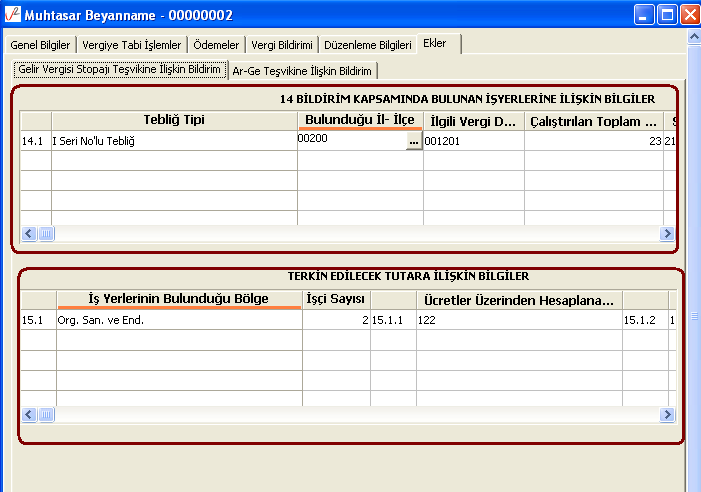 Muhtasar Beyanname - 00000002
Genel Bilgiler Vergiye Tabi İşlemler Ödemeler Vergi Bildirimi Düzenleme Bilgileri Ekler
Gelir Vergisi Stopajı Teşvikine İlişkin Bildirim Ar-Ge Teşvikine İlişkin Bildirim
14 BİLDİRİM KAPSAMINDA BULUNAN İŞYERLERİNE İLİŞKİN BİLGİLER
Tebliğ Tipi Bulunduğu İl- İlçe İlgili Vergi D... Çalıştırılan Toplam ... S
14.1 I Seri No'lu Tebliğ 00200 ... 001201 23 21
TERKİN EDİLECEK TUTARA İLİŞKİN BİLGİLER
İş Yerlerinin Bulunduğu Bölge İşçi Sayısı Ücretler Üzerinden Hesaplana...
15.1 Org. San. ve End. 2 15.1.1 122 15.1.2 1